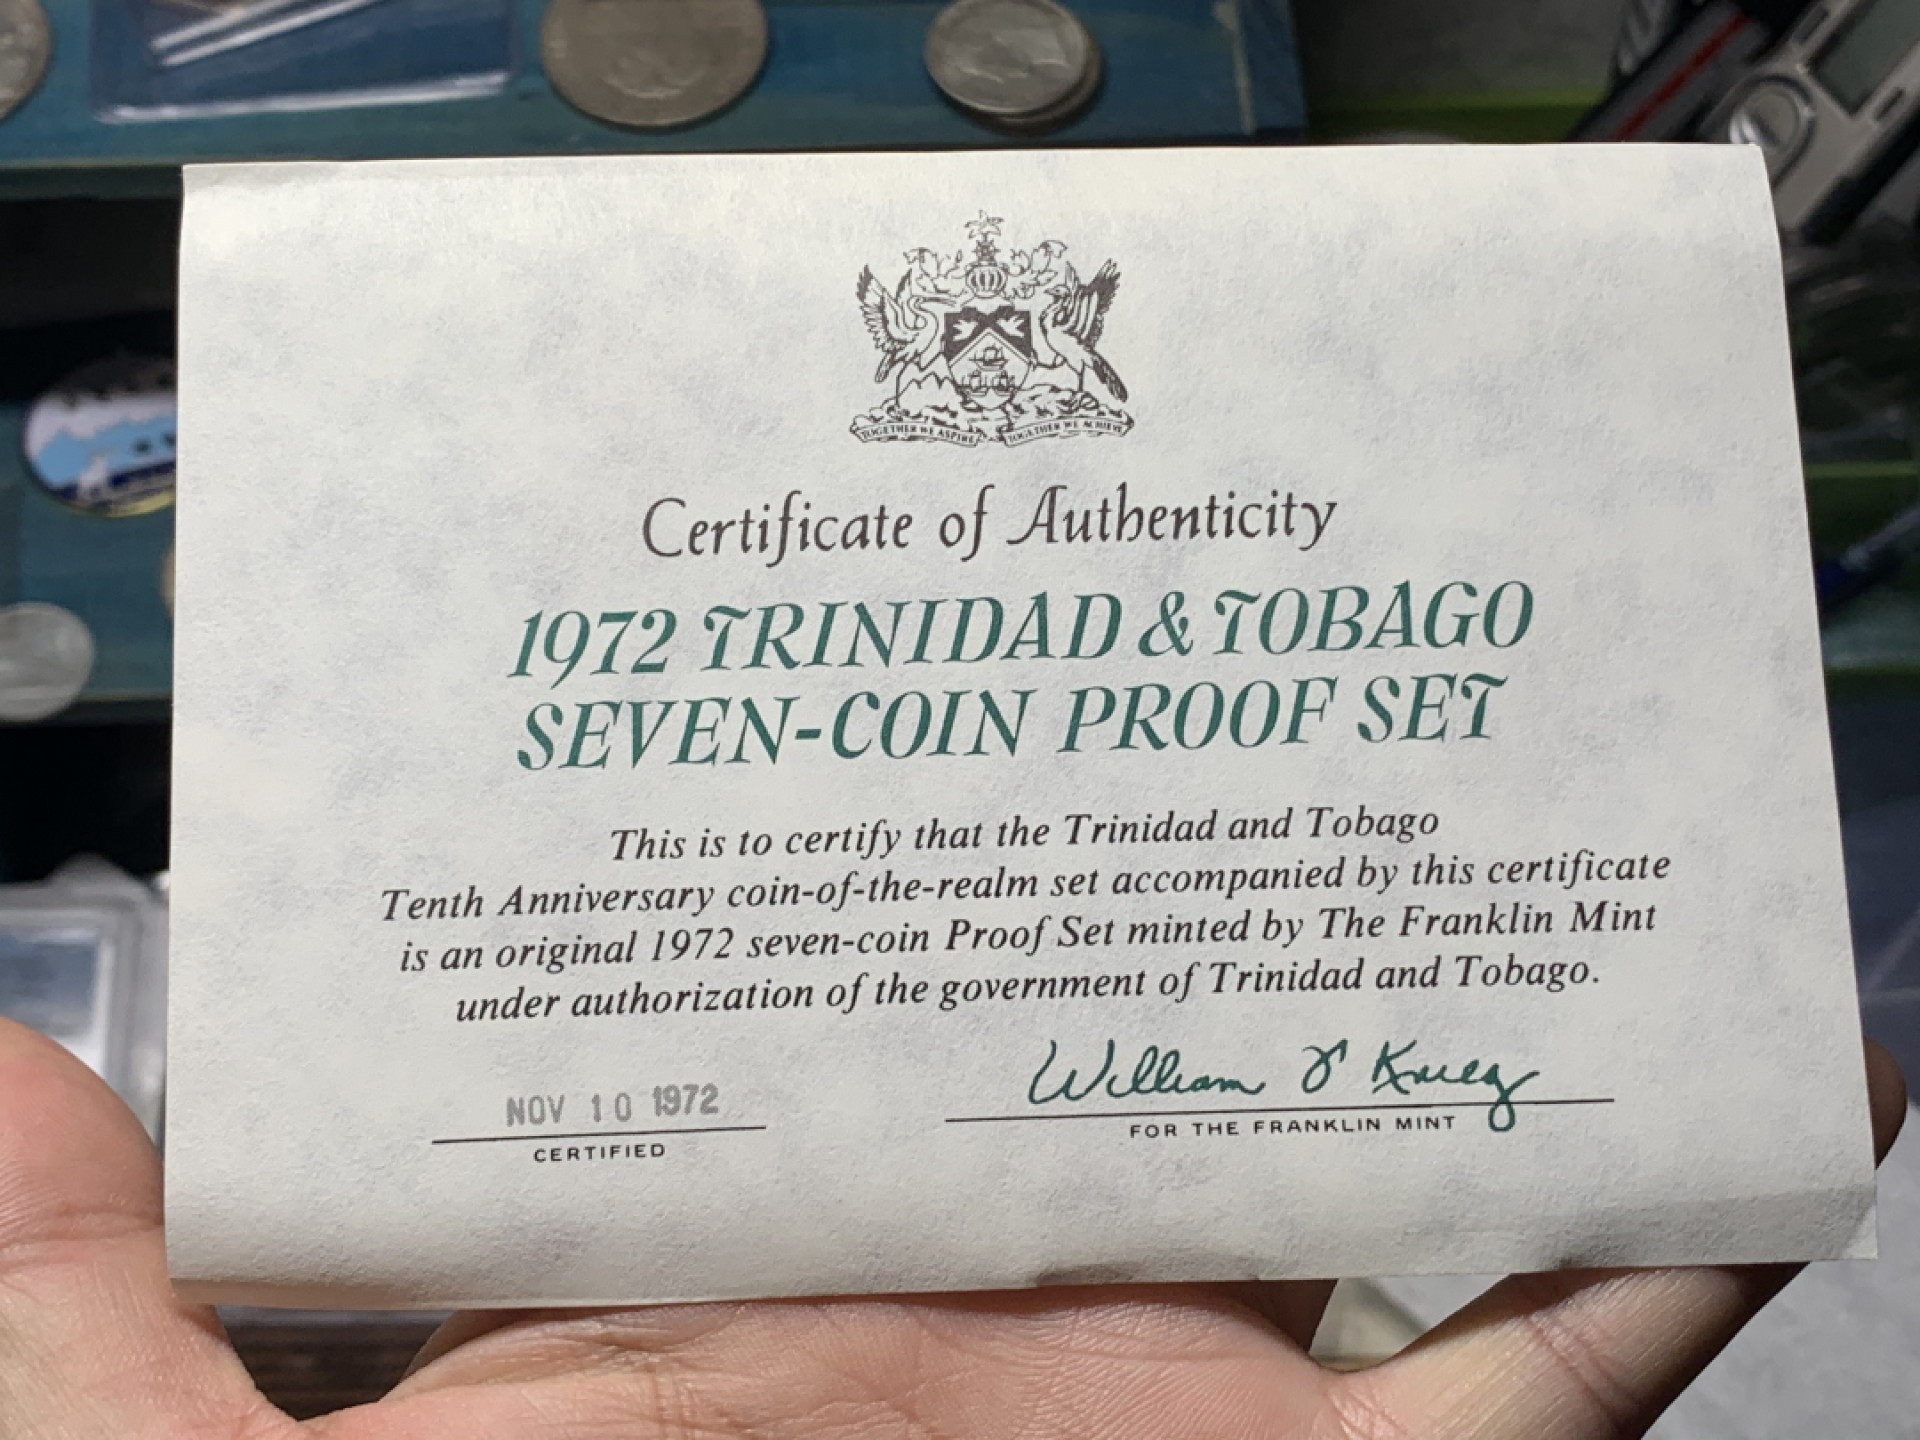 TOGETHER WE ASPIRE TOGETHER WE ACHIEVE
Certificate of Authenticity
1972 TRINIDAD & TOBAGO
SEVEN-COIN PROOF SET
This is to certify that the Trinidad and Tobago
Tenth Anniversary coin-of-the-realm set accompanied by this certificate
is an original 1972 seven-coin Proof Set minted by The Franklin Mint
under authorization of the government of Trinidad and Tobago.
NOV 10 1972
CERTIFIED
William F Krieg
FOR THE FRANKLIN MINT